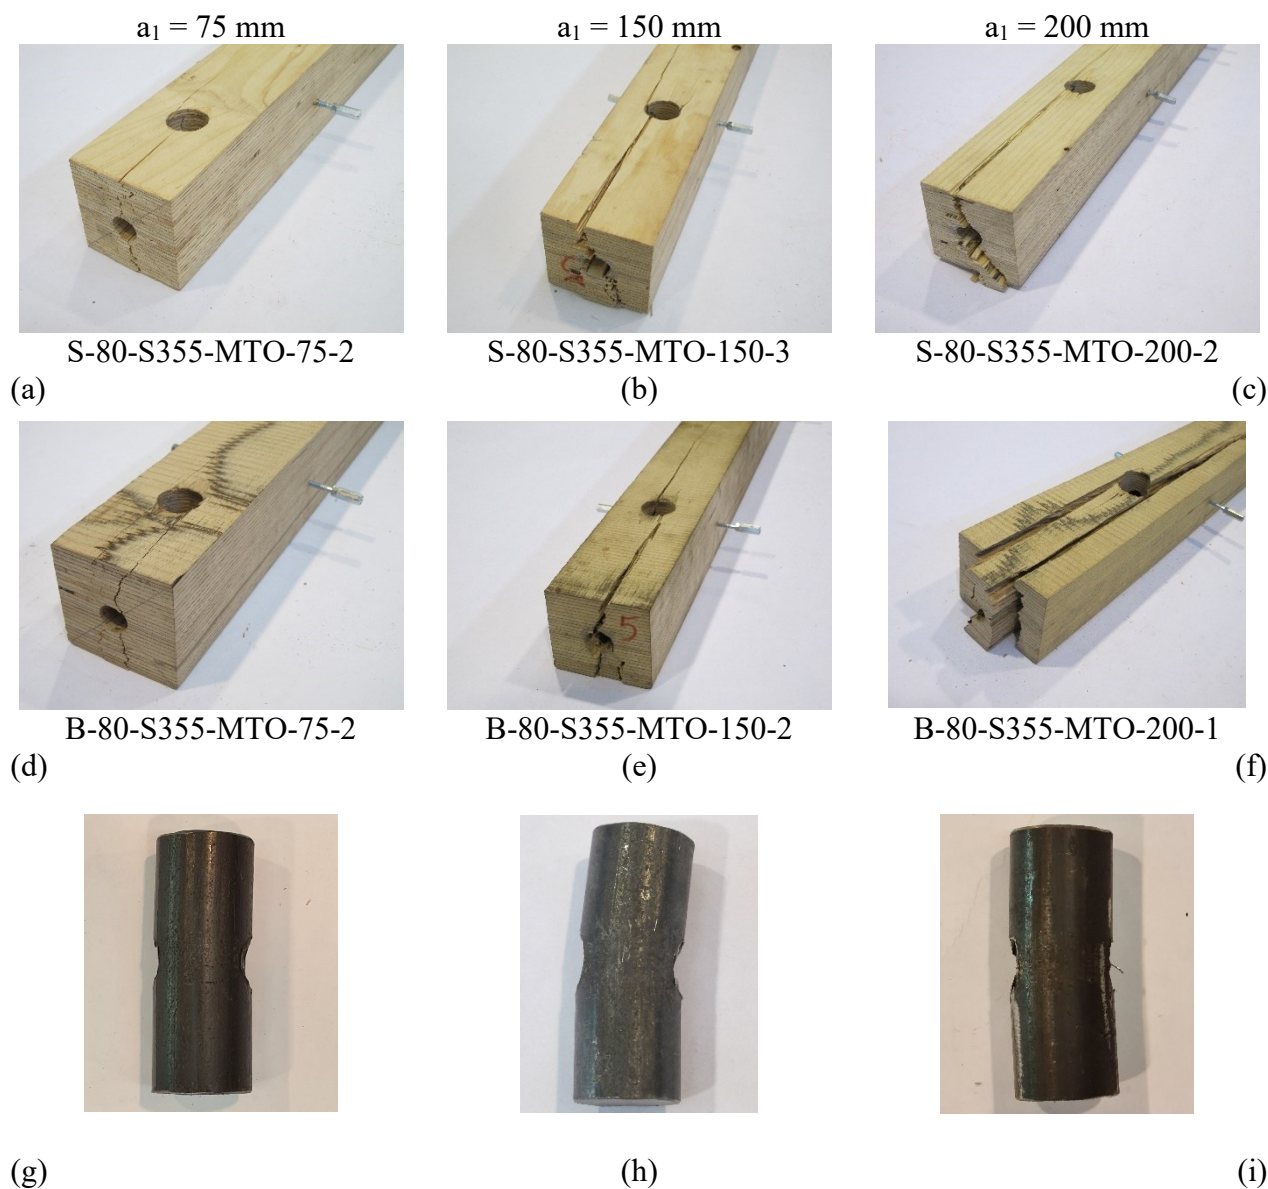 a₁ = 75 mm a₁ = 150 mm a₁ = 200 mm
S-80-S355-MTO-75-2 S-80-S355-MTO-150-3 S-80-S355-MTO-200-2
(a) (b) (c)
5
B-80-S355-MTO-75-2 B-80-S355-MTO-150-2 B-80-S355-MTO-200-1
(d) (e) (f)
(g) (h) (i)